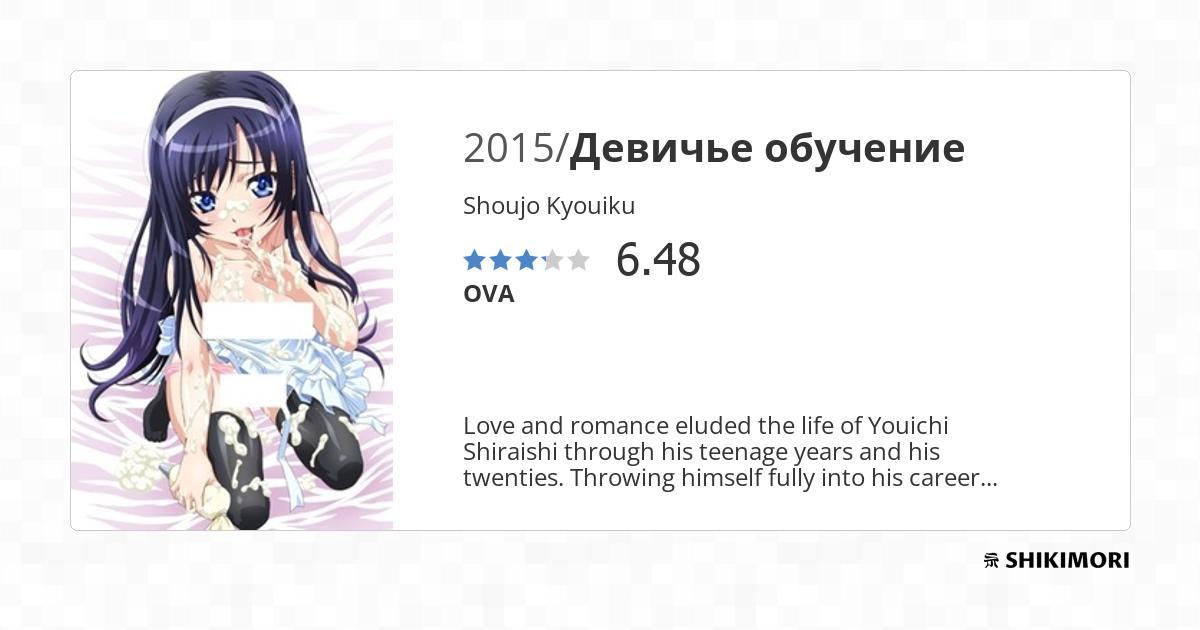 2015/Девичье обучение
Shoujo Kyouiku
6.48
OVA
Love and romance eluded the life of Youichi
Shiraishi through his teenage years and his
twenties. Throwing himself fully into his career...
SHIKIMORI